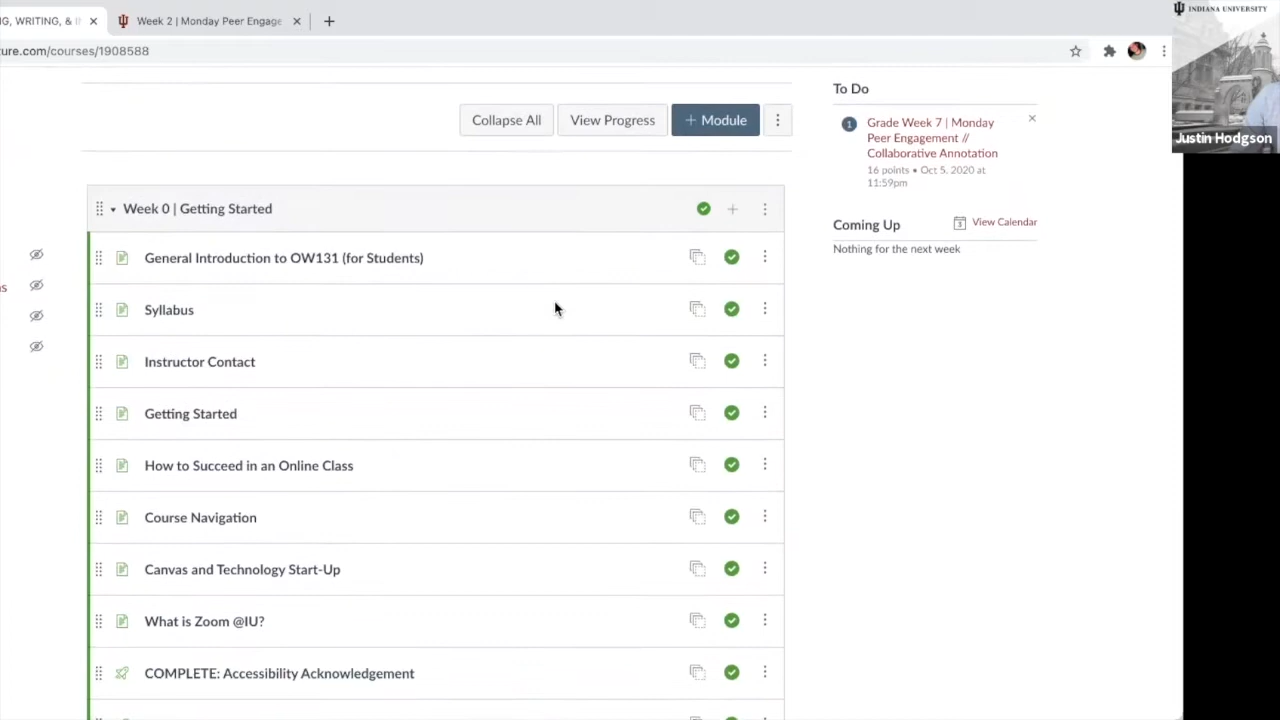 G, WRITING, & I
Week 2 | Monday Peer Engage
INDIANA UNIVERSITY
ure.com/courses/1908588
Justin Hodgson
Collapse All
View Progress
+ Module
To Do
1
Grade Week 7 | Monday
Peer Engagement //
Collaborative Annotation
16 points • Oct 5, 2020 at
11:59pm
Coming Up
View Calendar
Nothing for the next week
Week 0 | Getting Started
General Introduction to OW131 (for Students)
s
Syllabus
Instructor Contact
Getting Started
How to Succeed in an Online Class
Course Navigation
Canvas and Technology Start-Up
What is Zoom @IU?
COMPLETE: Accessibility Acknowledgement